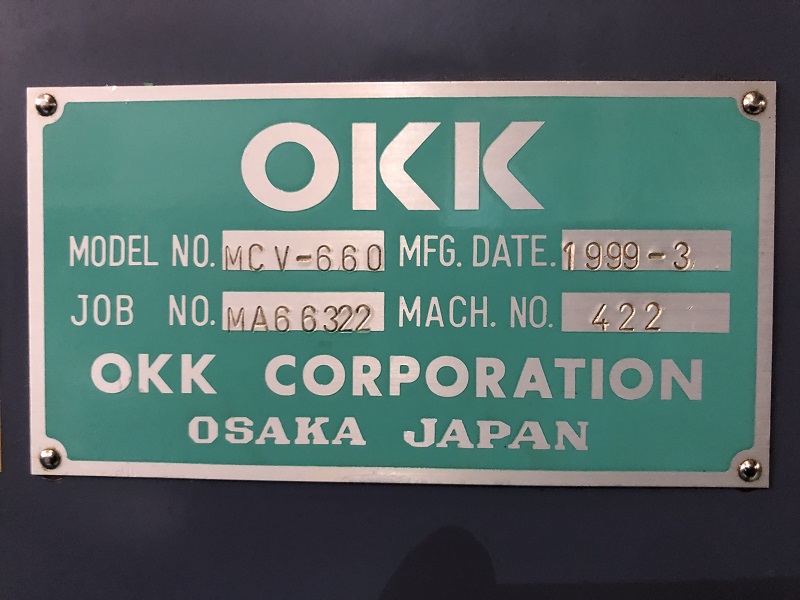 OKK
MODEL NO. MCV-660 MFG. DATE. 1999-3
JOB NO. MA66322 MACH. NO. 422
OKK CORPORATION
OSAKA JAPAN